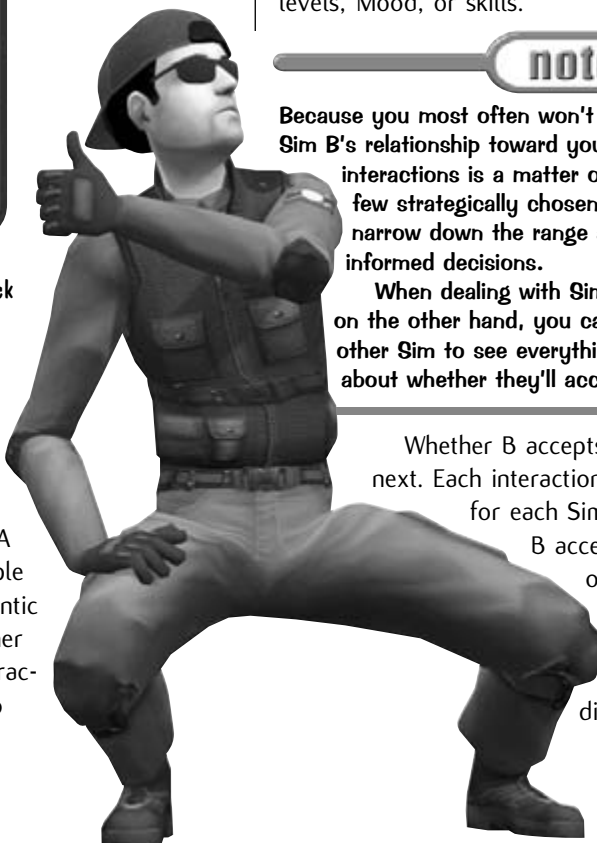 levels, Mood, or skills.
Because you most often won't
Sim B's relationship toward you
interactions is a matter o
few strategically chosen
narrow down the range
informed decisions.
When dealing with Sim
on the other hand, you ca
other Sim to see everythi
about whether they'll acc
Whether B accepts
next. Each interaction
for each Sim
B acce
o
di
ck
A
ble
ntic
her
rac-